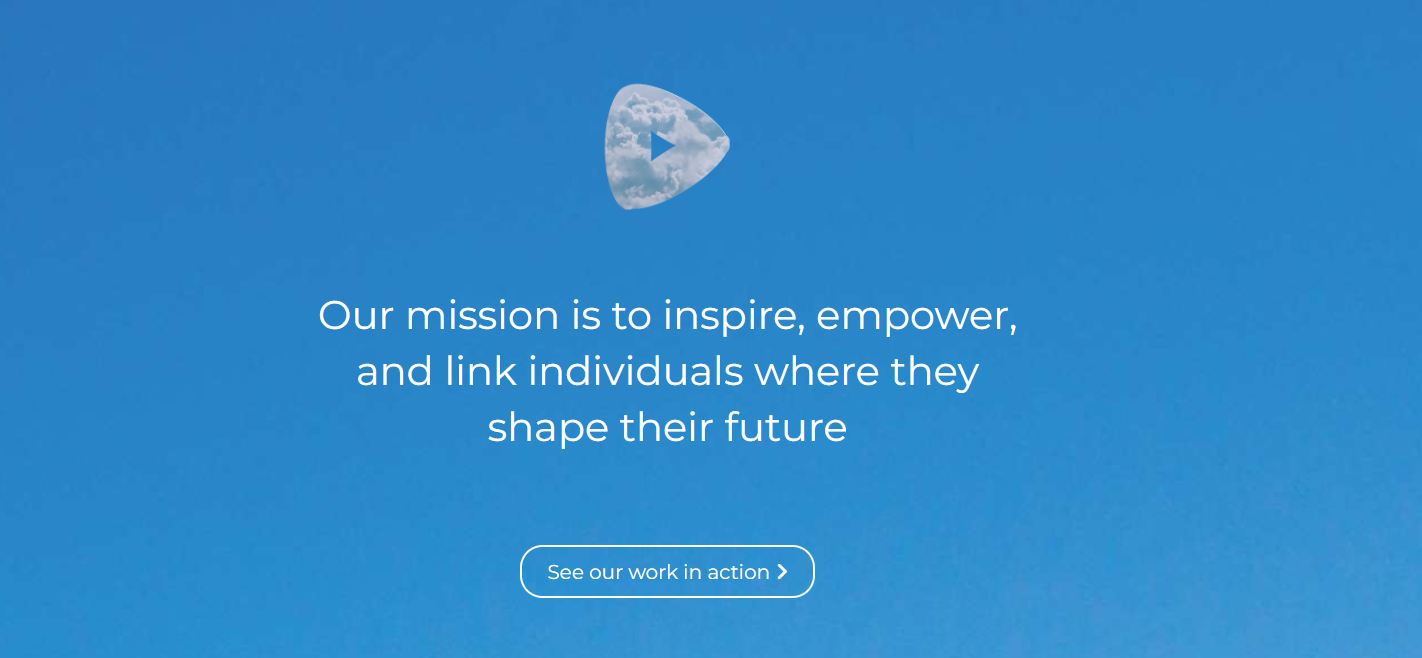 Our mission is to inspire, empower,
and link individuals where they
shape their future
See our work in action